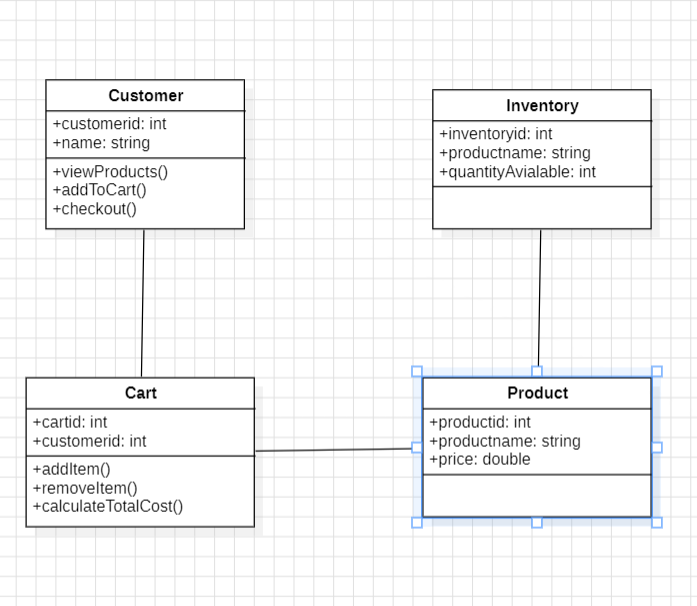 Customer
+customerid: int
+name: string
+viewProducts()
+addToCart()
+checkout()
Inventory
+inventoryid: int
+productname: string
+quantityAvialable: int
Cart
+cartid: int
+customerid: int
+addItem()
+removeItem()
+calculateTotalCost()
Product
+productid: int
+productname: string
+price: double